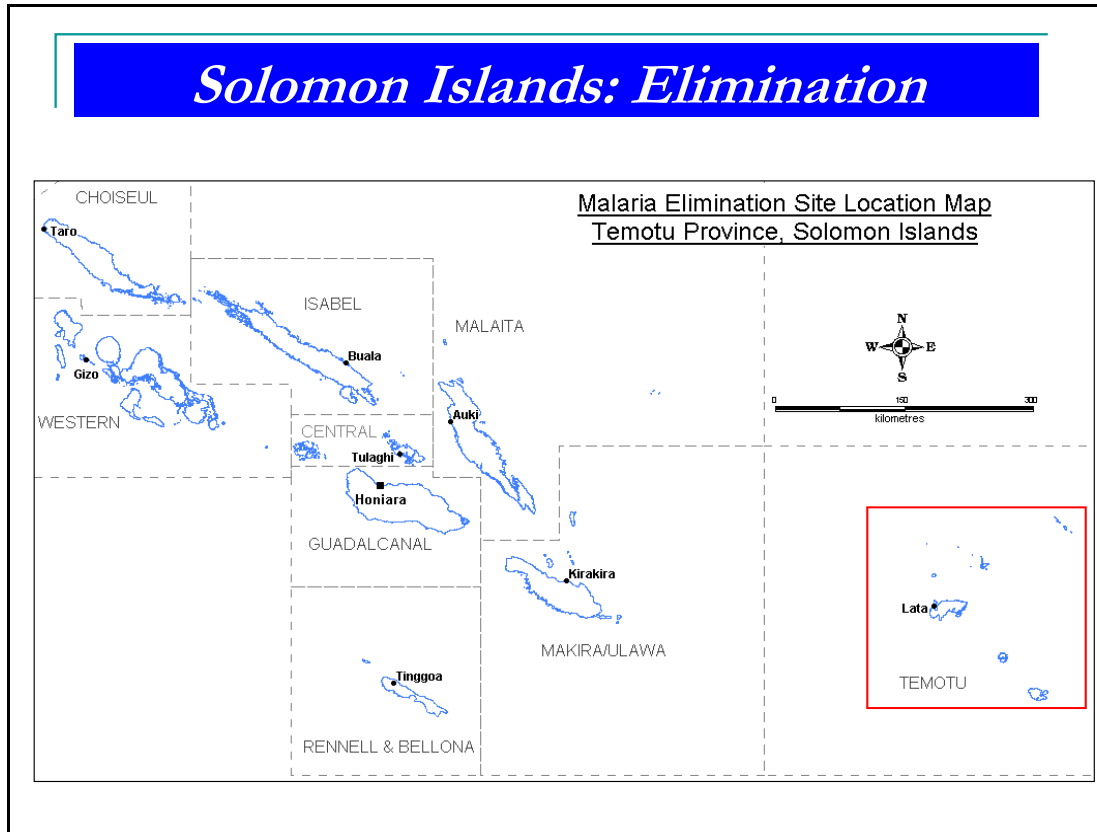 Solomon Islands: Elimination
Malaria Elimination Site Location Map
Temotu Province, Solomon Islands
CHOISEUL
Taro
ISABEL
MALAITA
N
W E
S
Buala
Gizo
0 150 300
kilometres
WESTERN
Auki
CENTRAL
Tulaghi
Honiara
GUADALCANAL
Kirakira
Lata
MAKIRA/ULAWA
TEMOTU
Tinggoa
RENNELL & BELLONA